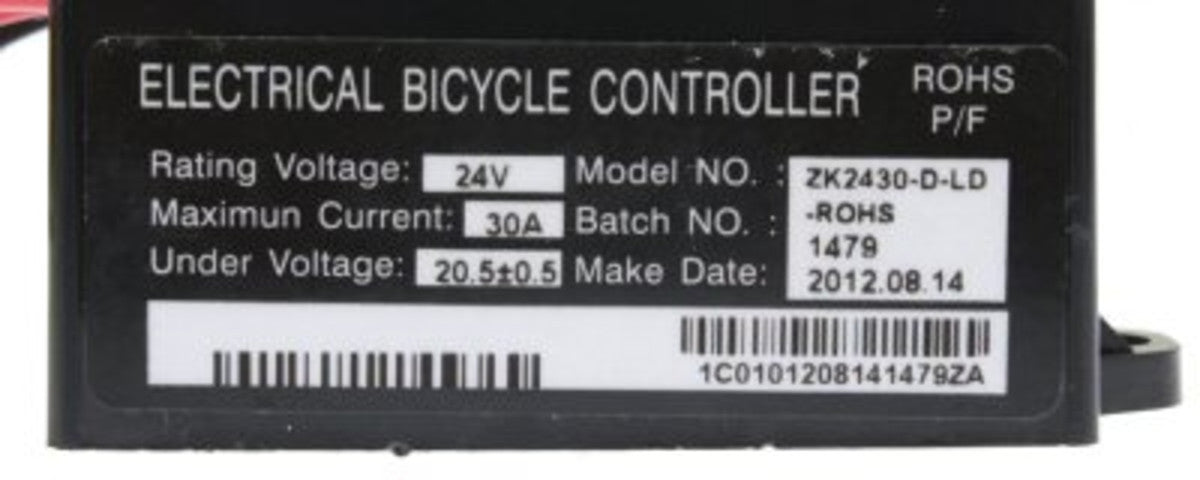 ELECTRICAL BICYCLE CONTROLLER ROHS P/F
Rating Voltage: 24V Model NO. : ZK2430-D-LD
Maximun Current: 30A Batch NO. : -ROHS
1479
Under Voltage: 20.5±0.5 Make Date: 2012.08.14
1C0101208141479ZA